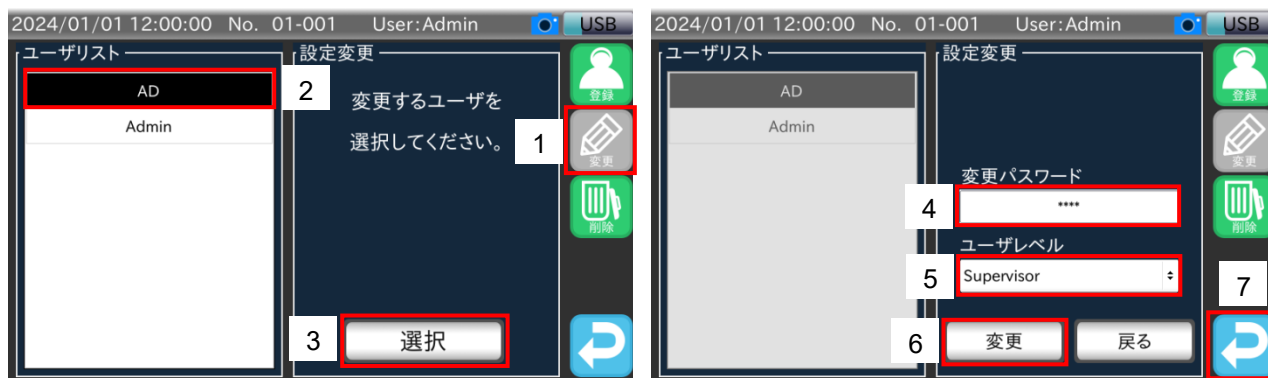 2024/01/01 12:00:00 No. 01-001 User:Admin USB
ユーザリスト
設定変更
AD
2
変更するユーザを
選択してください。
Admin
1
登録
変更
削除
3
選択
2024/01/01 12:00:00 No. 01-001 User:Admin USB
ユーザリスト
設定変更
AD
Admin
登録
変更
変更パスワード
4
****
削除
ユーザレベル
5
Supervisor
7
6
変更
戻る